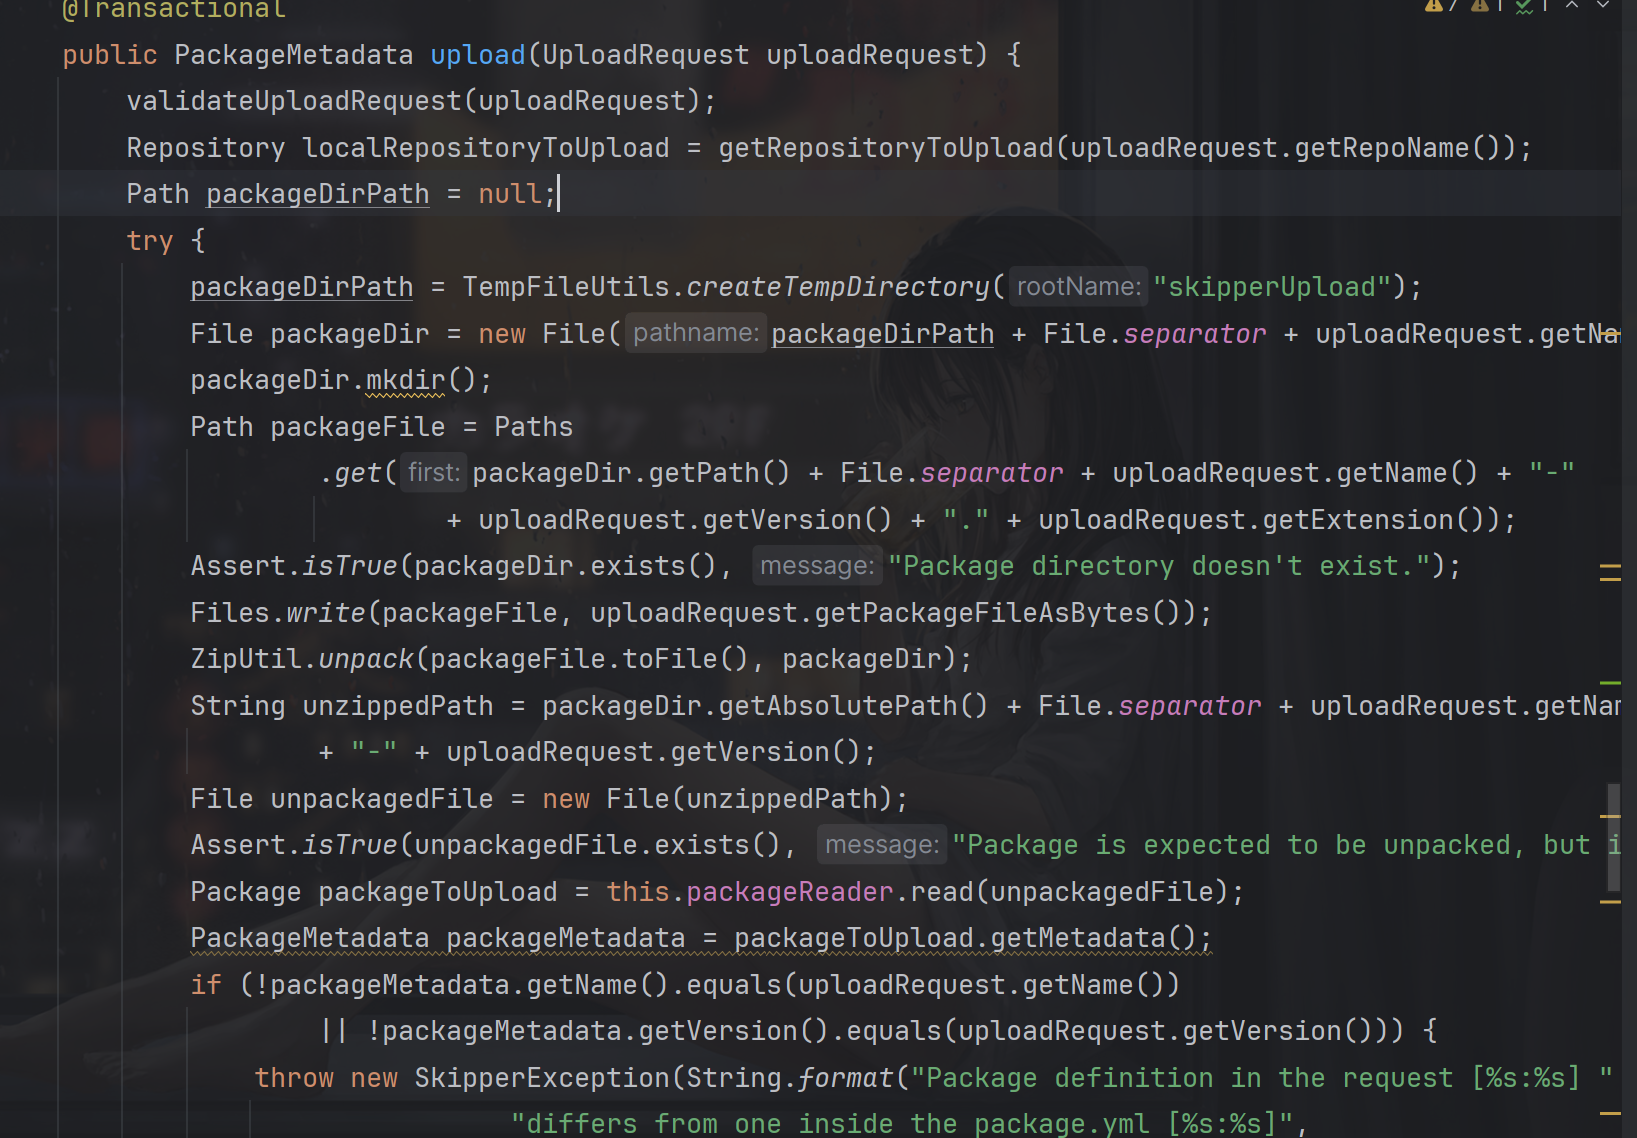 @Transactional
public PackageMetadata upload(UploadRequest uploadRequest) {
validateUploadRequest(uploadRequest);
Repository localRepositoryToUpload = getRepositoryToUpload(uploadRequest.getRepoName());
Path packageDirPath = null;
try {
packageDirPath = TempFileUtils.createTempDirectory( rootName: "skipperUpload");
File packageDir = new File( pathname: packageDirPath + File.separator + uploadRequest.getNa
packageDir.mkdir();
Path packageFile = Paths
.get( first: packageDir.getPath() + File.separator + uploadRequest.getName() + "-"
+ uploadRequest.getVersion() + "." + uploadRequest.getExtension());
Assert.isTrue(packageDir.exists(), message: "Package directory doesn't exist.");
Files.write(packageFile, uploadRequest.getPackageFileAsBytes());
ZipUtil.unpack(packageFile.toFile(), packageDir);
String unzippedPath = packageDir.getAbsolutePath() + File.separator + uploadRequest.getNam
+ "-" + uploadRequest.getVersion();
File unpackagedFile = new File(unzippedPath);
Assert.isTrue(unpackagedFile.exists(), message: "Package is expected to be unpacked, but i
Package packageToUpload = this.packageReader.read(unpackagedFile);
PackageMetadata packageMetadata = packageToUpload.getMetadata();
if (!packageMetadata.getName().equals(uploadRequest.getName())
|| !packageMetadata.getVersion().equals(uploadRequest.getVersion())) {
throw new SkipperException(String.format("Package definition in the request [%s:%s] "
"differs from one inside the package.yml [%s:%s]",